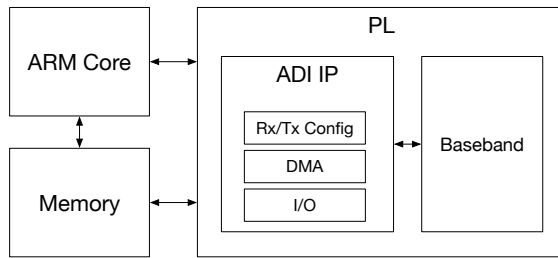 PL
ARM Core
ADI IP
Rx/Tx Config
DMA
I/O
Baseband
Memory